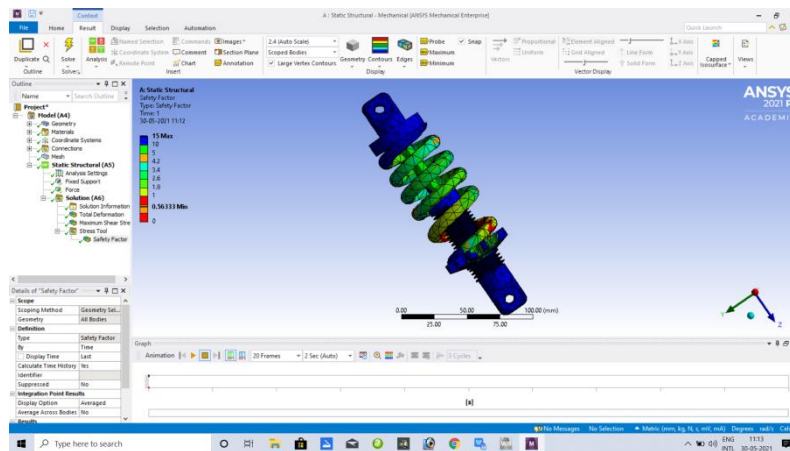 A : Static Structural - Mechanical [ANSYS Mechanical Enterprise]
Context
File Home Result Display Selection Automation
Quick Launch
Duplicate Q Solve Analysis
Named Selection Commands Images*
Coordinate System Comment Section Plane
Remote Point Chart Annotation
2.4 (Auto Scale)
Scoped Bodies
Large Vertex Contours
Geometry Contours Edges
Probe Snap
Maximum
Minimum
Vectors
Proportional Element Aligned
Uniform Grid Aligned Line Form
Solid Form
X Axis
Y Axis
Z Axis
Capped Isosurface*
Views
Outline Solve Insert Display Vector Display
Outline
Name Search Outline
Project*
Model (A4)
Geometry
Materials
Coordinate Systems
Connections
Mesh
Static Structural (A5)
Analysis Settings
Fixed Support
Force
Solution (A6)
Solution Information
Total Deformation
Maximum Shear Stre
Stress Tool
Safety Factor
Details of "Safety Factor"
Scope
Scoping Method Geometry Sel...
Geometry All Bodies
Definition
Type Safety Factor
By Time
Display Time Last
Calculate Time History Yes
Identifier
Suppressed No
Integration Point Results
Display Option Averaged
Average Across Bodies No
Results
A: Static Structural
Safety Factor
Type: Safety Factor
Time: 1
30-05-2021 11:12
15 Max
10
5
4.2
3.4
2.6
1.8
1
0.56333 Min
0
ANSYS
2021 R
ACADEMI
0.00 50.00 100.00 (mm)
25.00 75.00
Y
Z
Graph
Animation 20 Frames 2 Sec (Auto) 3 Cycles
[s]
No Messages No Selection Metric (mm, kg, N, s, mV, mA) Degrees rad/s Cels
Type here to search
ENG 11:13
INTL 30-05-2021